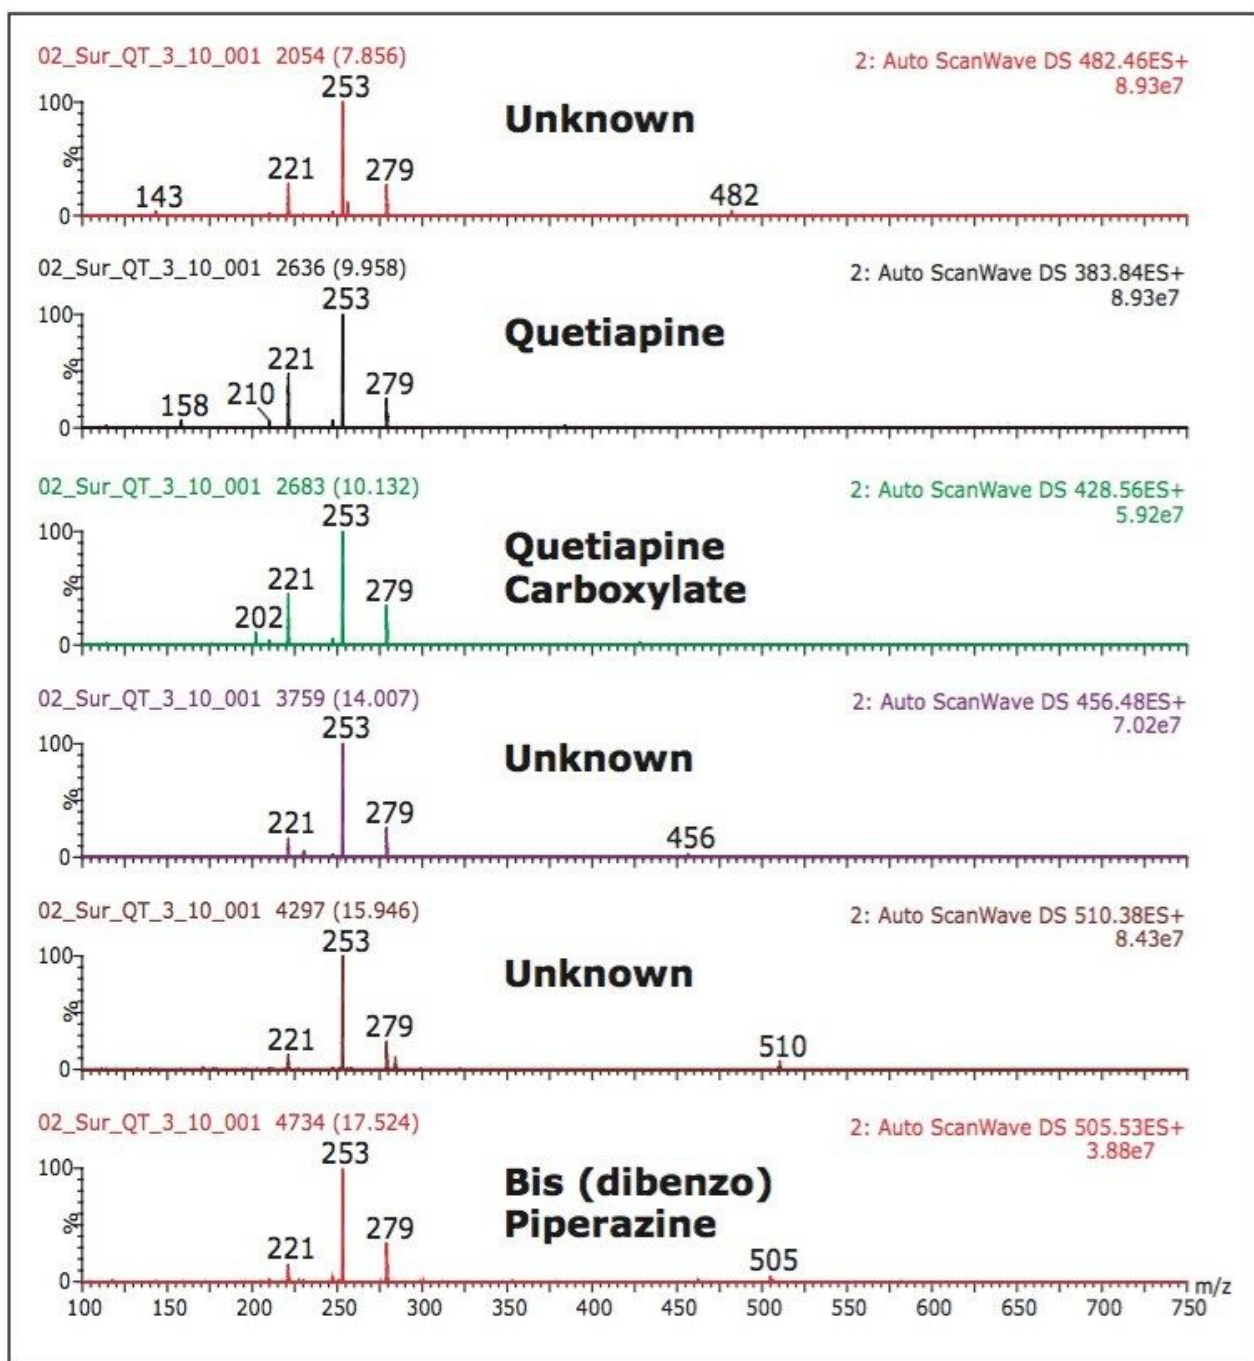 02_Sur_QT_3_10_001 2054 (7.856)
2: Auto ScanWave DS 482.46ES+
8.93e7
253
100
Unknown
%
221
279
143
482
0
02_Sur_QT_3_10_001 2636 (9.958)
2: Auto ScanWave DS 383.84ES+
8.93e7
253
100
Quetiapine
%
221
279
210
158
0
02_Sur_QT_3_10_001 2683 (10.132)
2: Auto ScanWave DS 428.56ES+
5.92e7
253
100
Quetiapine
Carboxylate
%
221
279
202
0
02_Sur_QT_3_10_001 3759 (14.007)
2: Auto ScanWave DS 456.48ES+
7.02e7
253
100
Unknown
%
221
279
456
0
02_Sur_QT_3_10_001 4297 (15.946)
2: Auto ScanWave DS 510.38ES+
8.43e7
253
100
Unknown
%
221
279
510
0
02_Sur_QT_3_10_001 4734 (17.524)
2: Auto ScanWave DS 505.53ES+
3.88e7
253
100
Bis (dibenzo)
Piperazine
%
221
279
505
0
m/z
100 150 200 250 300 350 400 450 500 550 600 650 700 750